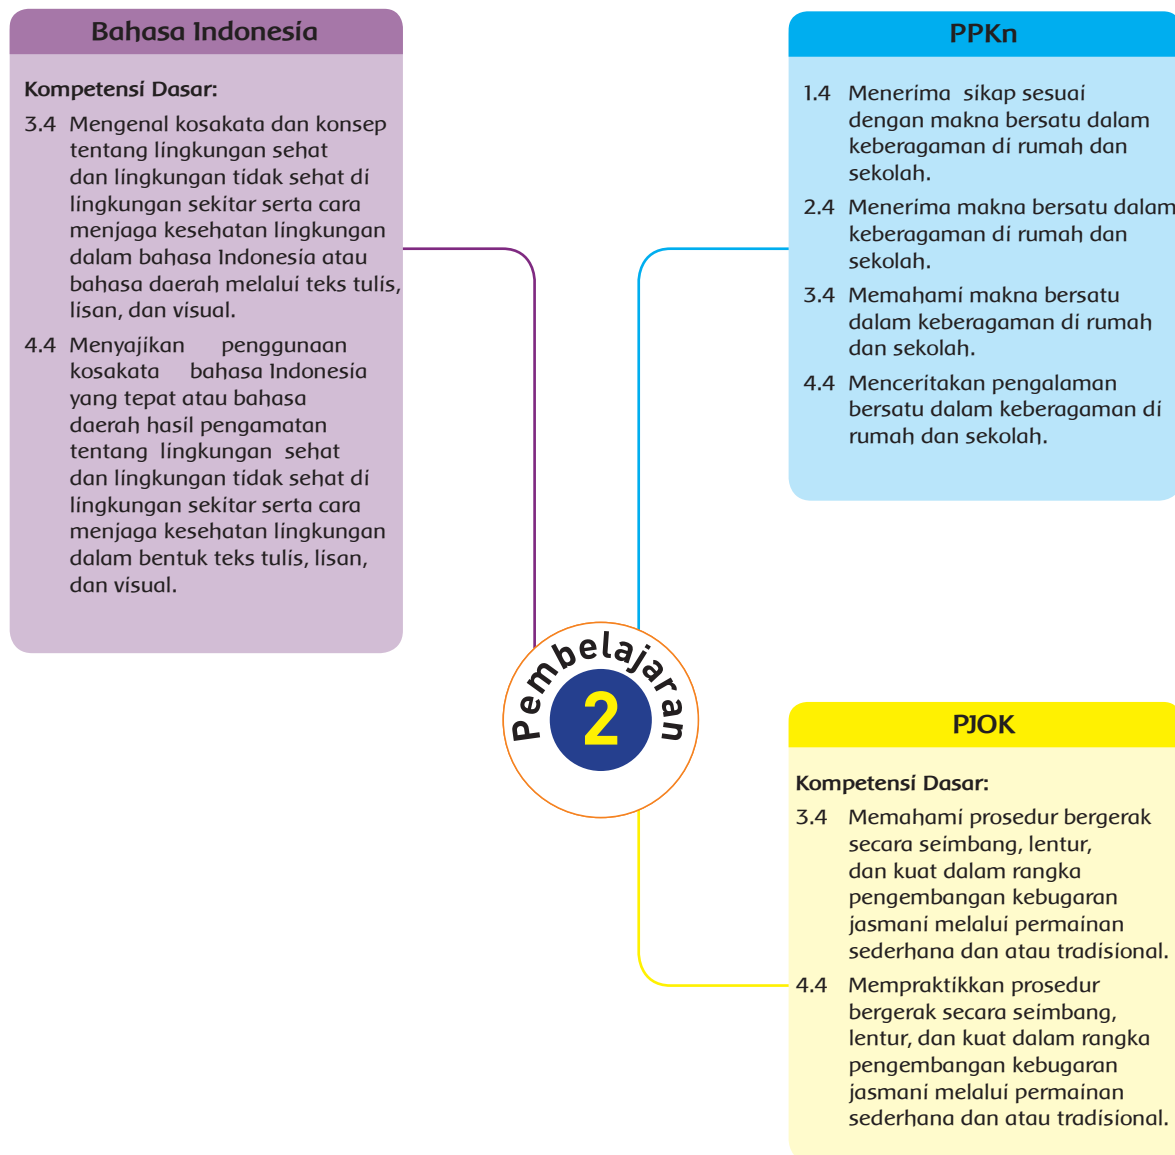 Bahasa Indonesia
Kompetensi Dasar:
3.4 Mengenal kosakata dan konsep
tentang lingkungan sehat
dan lingkungan tidak sehat di
lingkungan sekitar serta cara
menjaga kesehatan lingkungan
dalam bahasa Indonesia atau
bahasa daerah melalui teks tulis,
lisan, dan visual.
4.4 Menyajikan penggunaan
kosakata bahasa Indonesia
yang tepat atau bahasa
daerah hasil pengamatan
tentang lingkungan sehat
dan lingkungan tidak sehat di
lingkungan sekitar serta cara
menjaga kesehatan lingkungan
dalam bentuk teks tulis, lisan,
dan visual.
PPKn
1.4 Menerima sikap sesuai
dengan makna bersatu dalam
keberagaman di rumah dan
sekolah.
2.4 Menerima makna bersatu dalam
keberagaman di rumah dan
sekolah.
3.4 Memahami makna bersatu
dalam keberagaman di rumah
dan sekolah.
4.4 Menceritakan pengalaman
bersatu dalam keberagaman di
rumah dan sekolah.
Pembelajaran
2
PJOK
Kompetensi Dasar:
3.4 Memahami prosedur bergerak
secara seimbang, lentur,
dan kuat dalam rangka
pengembangan kebugaran
jasmani melalui permainan
sederhana dan atau tradisional.
4.4 Mempraktikkan prosedur
bergerak secara seimbang,
lentur, dan kuat dalam rangka
pengembangan kebugaran
jasmani melalui permainan
sederhana dan atau tradisional.